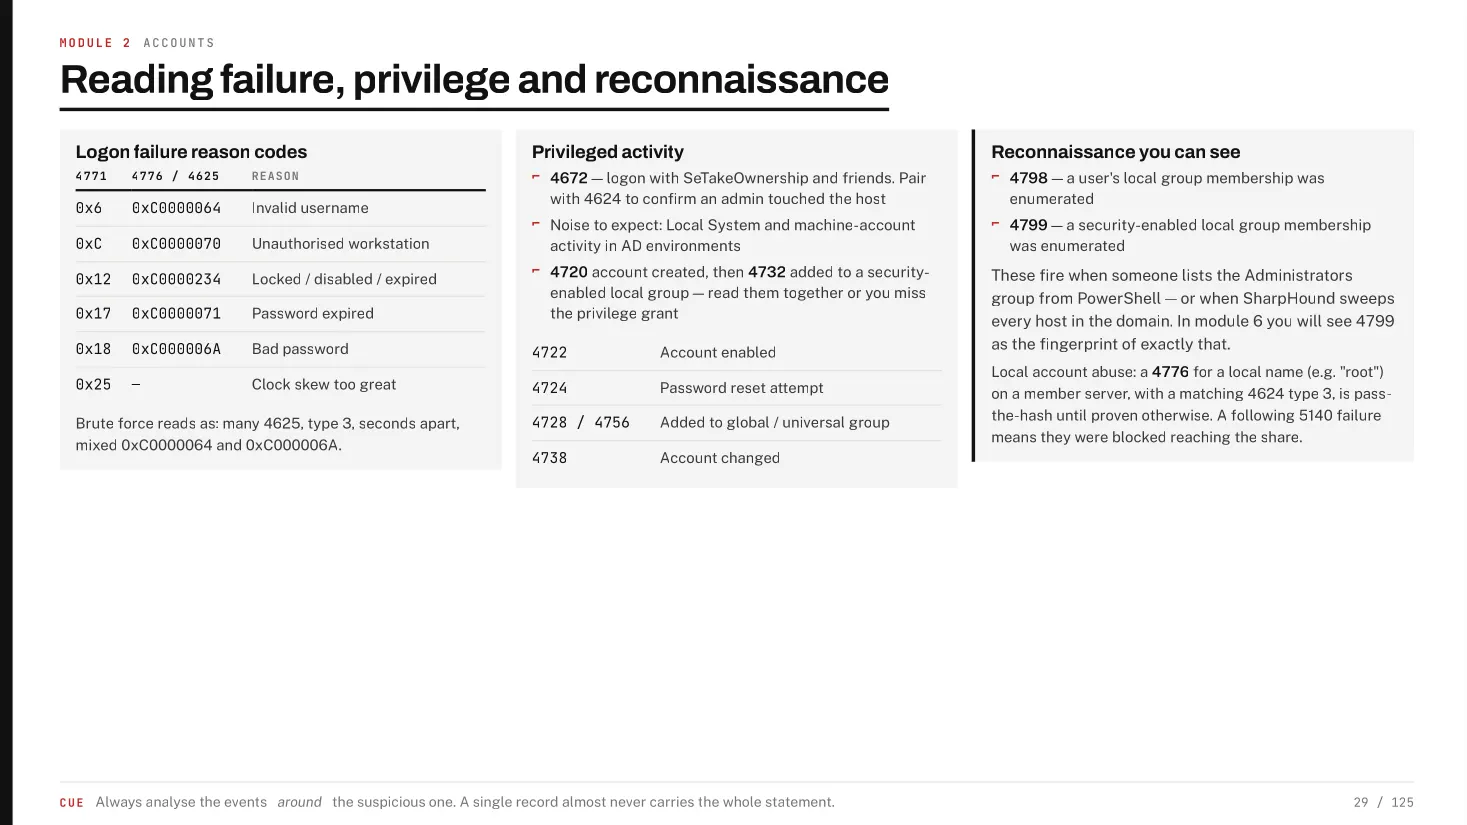 MODULE 2 ACCOUNTS
Reading failure, privilege and reconnaissance
Logon failure reason codes
4771 4776 / 4625 REASON
0x6 0xC0000064 Invalid username
0xC 0xC0000070 Unauthorised workstation
0x12 0xC0000234 Locked / disabled / expired
0x17 0xC0000071 Password expired
0x18 0xC000006A Bad password
0x25 — Clock skew too great
Brute force reads as: many 4625, type 3, seconds apart,
mixed 0xC0000064 and 0xC000006A.
Privileged activity
4672 — logon with SeTakeOwnership and friends. Pair
with 4624 to confirm an admin touched the host
Noise to expect: Local System and machine-account
activity in AD environments
4720 account created, then 4732 added to a security-
enabled local group — read them together or you miss
the privilege grant
4722 Account enabled
4724 Password reset attempt
4728 / 4756 Added to global / universal group
4738 Account changed
Reconnaissance you can see
4798 — a user's local group membership was
enumerated
4799 — a security-enabled local group membership
was enumerated
These fire when someone lists the Administrators
group from PowerShell — or when SharpHound sweeps
every host in the domain. In module 6 you will see 4799
as the fingerprint of exactly that.
Local account abuse: a 4776 for a local name (e.g. "root")
on a member server, with a matching 4624 type 3, is pass-
the-hash until proven otherwise. A following 5140 failure
means they were blocked reaching the share.
CUE Always analyse the events around the suspicious one. A single record almost never carries the whole statement.
29 / 125